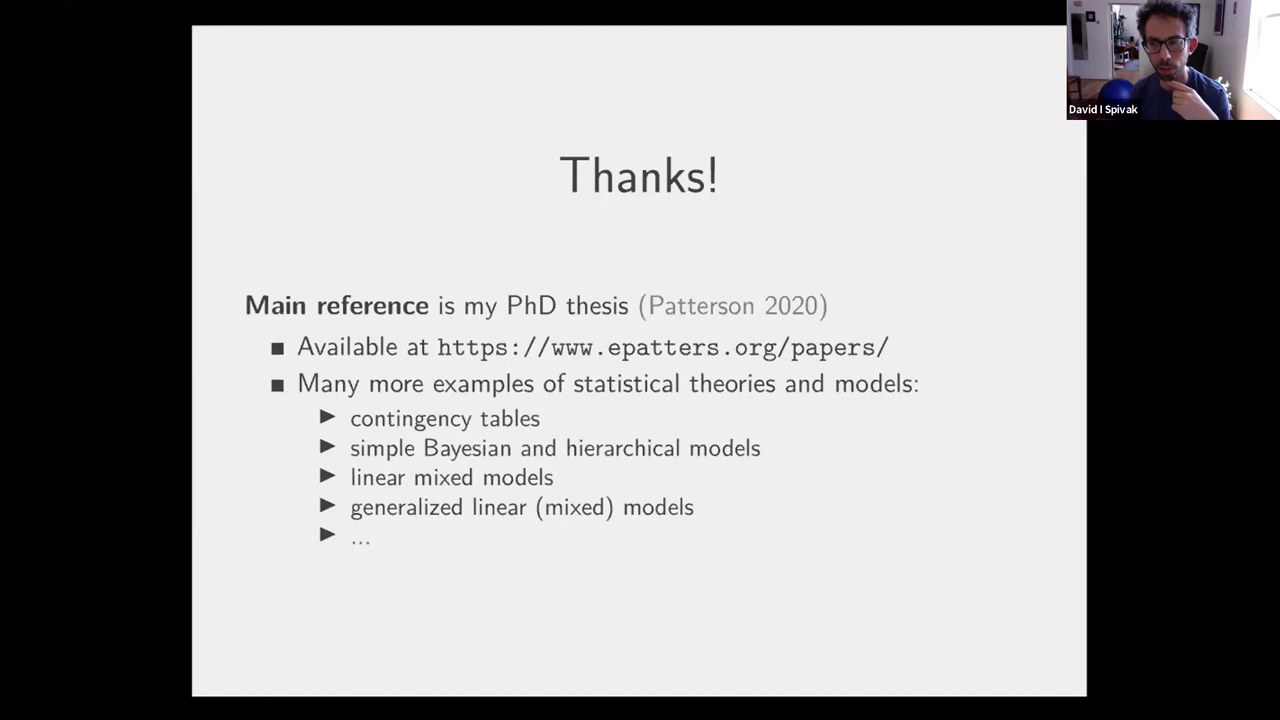 David I Spivak
Thanks!
Main reference is my PhD thesis (Patterson 2020)
■ Available at https://www.epatters.org/papers/
■ Many more examples of statistical theories and models:
▶ contingency tables
▶ simple Bayesian and hierarchical models
▶ linear mixed models
▶ generalized linear (mixed) models
▶ ...